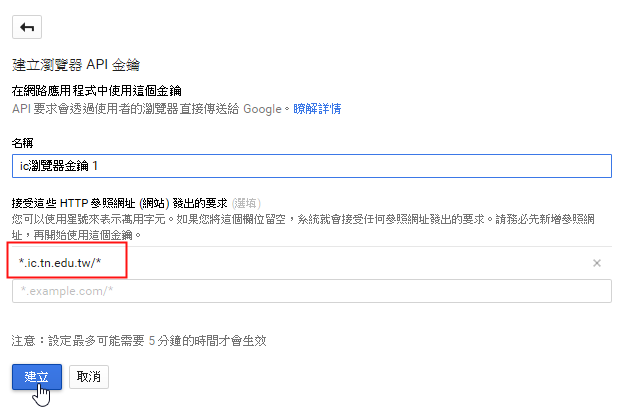 建立瀏覽器 API 金鑰
在網路應用程式中使用這個金鑰
API 要求會透過使用者的瀏覽器直接傳送給 Google。瞭解詳情
名稱
ic瀏覽器金鑰 1
接受這些 HTTP 參照網址 (網站) 發出的要求 (選填)
您可以使用星號來表示萬用字元。如果您將這個欄位留空，系統就會接受任何參照網址發出的要求。請務必先新增參照網
址，再開始使用這個金鑰。
*.ic.tn.edu.tw/*
*.example.com/*
注意：設定最多可能需要 5 分鐘的時間才會生效
建立 取消